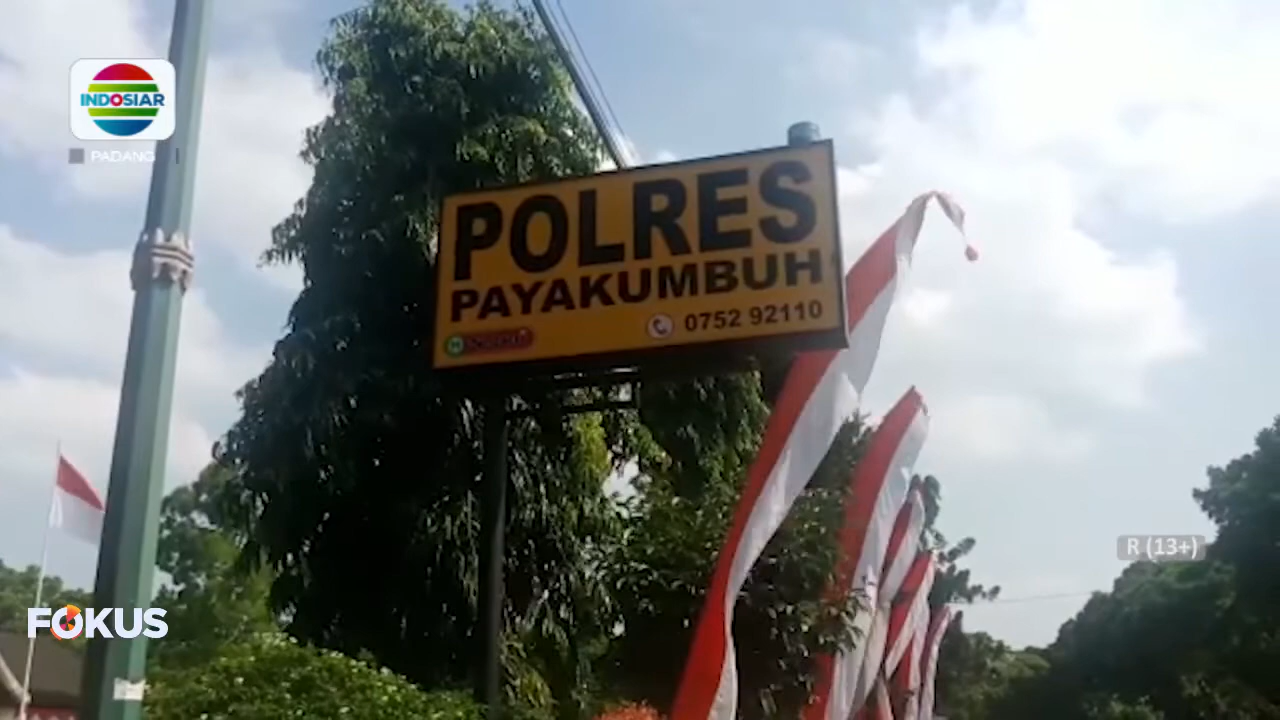 INDOSIAR
PADANG
POLRES
PAYAKUMBUH
0752 92110
R (13+)
FOKUS